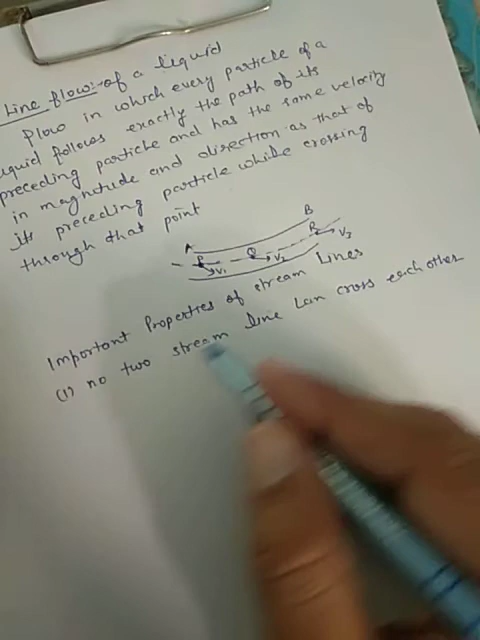 Line flow:- of a liquid
Flow in which every particle of a
liquid follows exactly the path of its
preceding particle and has the same velocity
in magnitude and direction as that of
its preceding particle while crossing
through that point
A B
P V1 Q V2 R V3
Important Properties of stream Lines
(1) no two stream line can cross each other